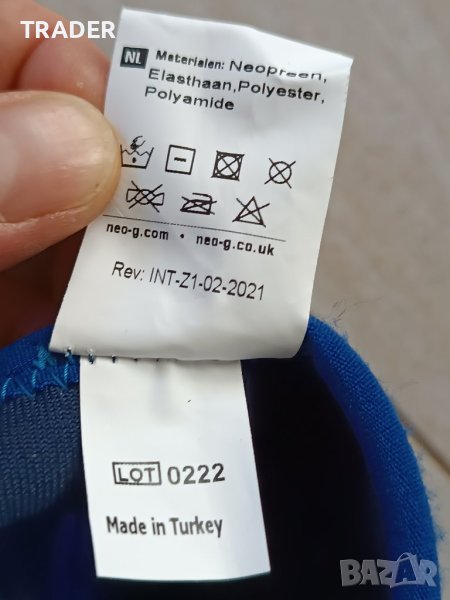 TRADER
NL Materialen: Neopreen,
Elasthaan,Polyester,
Polyamide
neo-g.com • neo-g.co.uk
Rev: INT-Z1-02-2021
LOT 0222
Made in Turkey
BAZAR